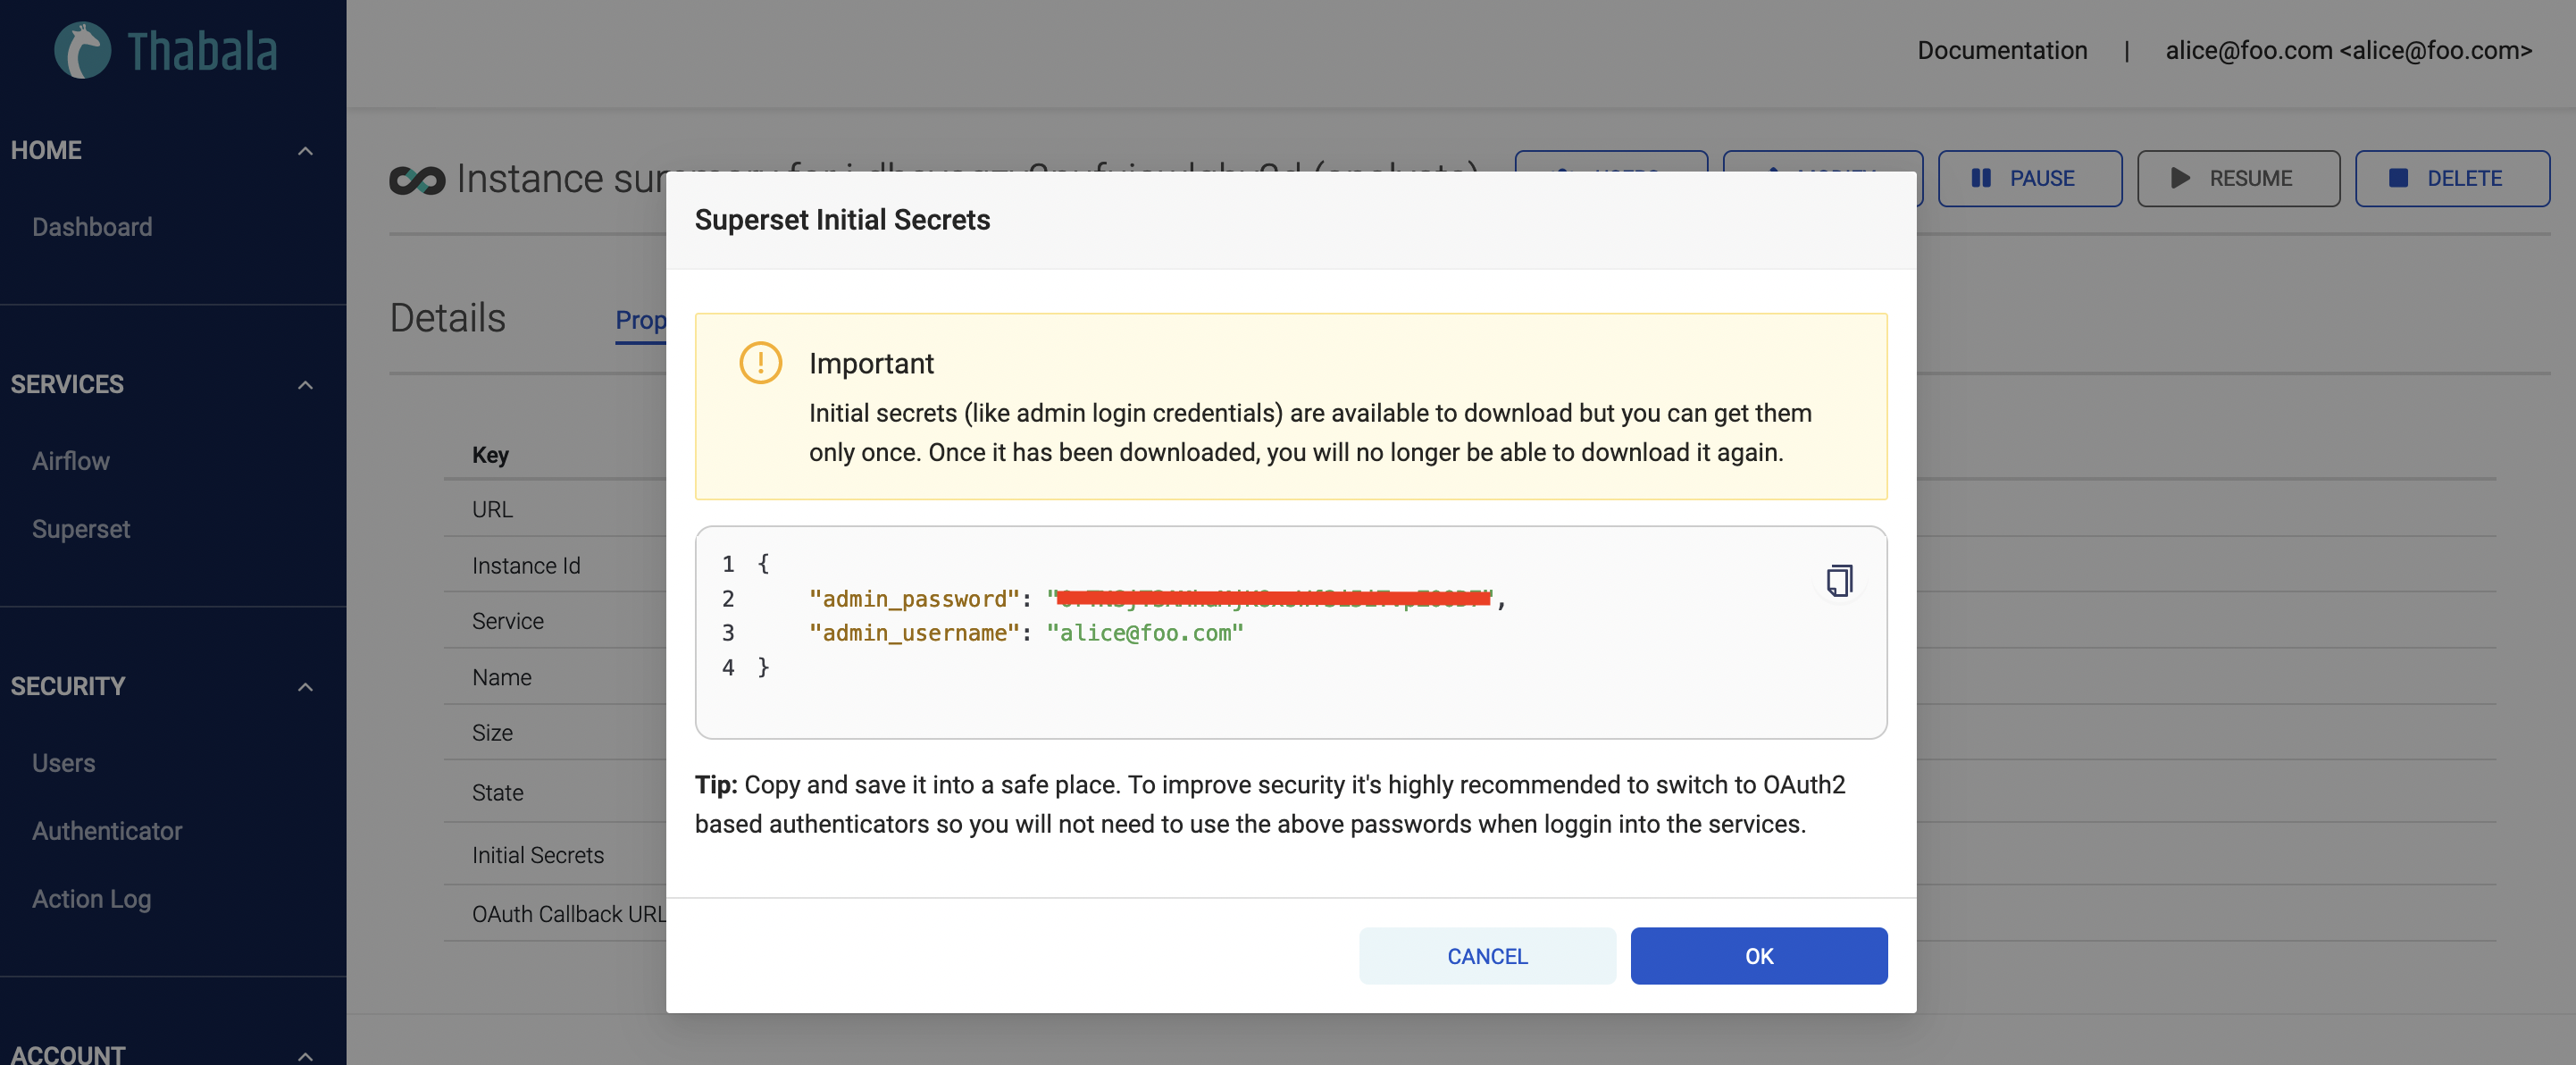 Thabala
Documentation | alice@foo.com <alice@foo.com>
HOME
Dashboard
SERVICES
Airflow
Superset
SECURITY
Users
Authenticator
Action Log
ACCOUNT
Instance
PAUSE
RESUME
DELETE
Details
Key
URL
Instance Id
Service
Name
Size
State
Initial Secrets
OAuth Callback URL
Superset Initial Secrets
Important
Initial secrets (like admin login credentials) are available to download but you can get them
only once. Once it has been downloaded, you will no longer be able to download it again.
1 {
2 "admin_password": "",
3 "admin_username": "alice@foo.com"
4 }
Tip: Copy and save it into a safe place. To improve security it's highly recommended to switch to OAuth2
based authenticators so you will not need to use the above passwords when loggin into the services.
CANCEL
OK